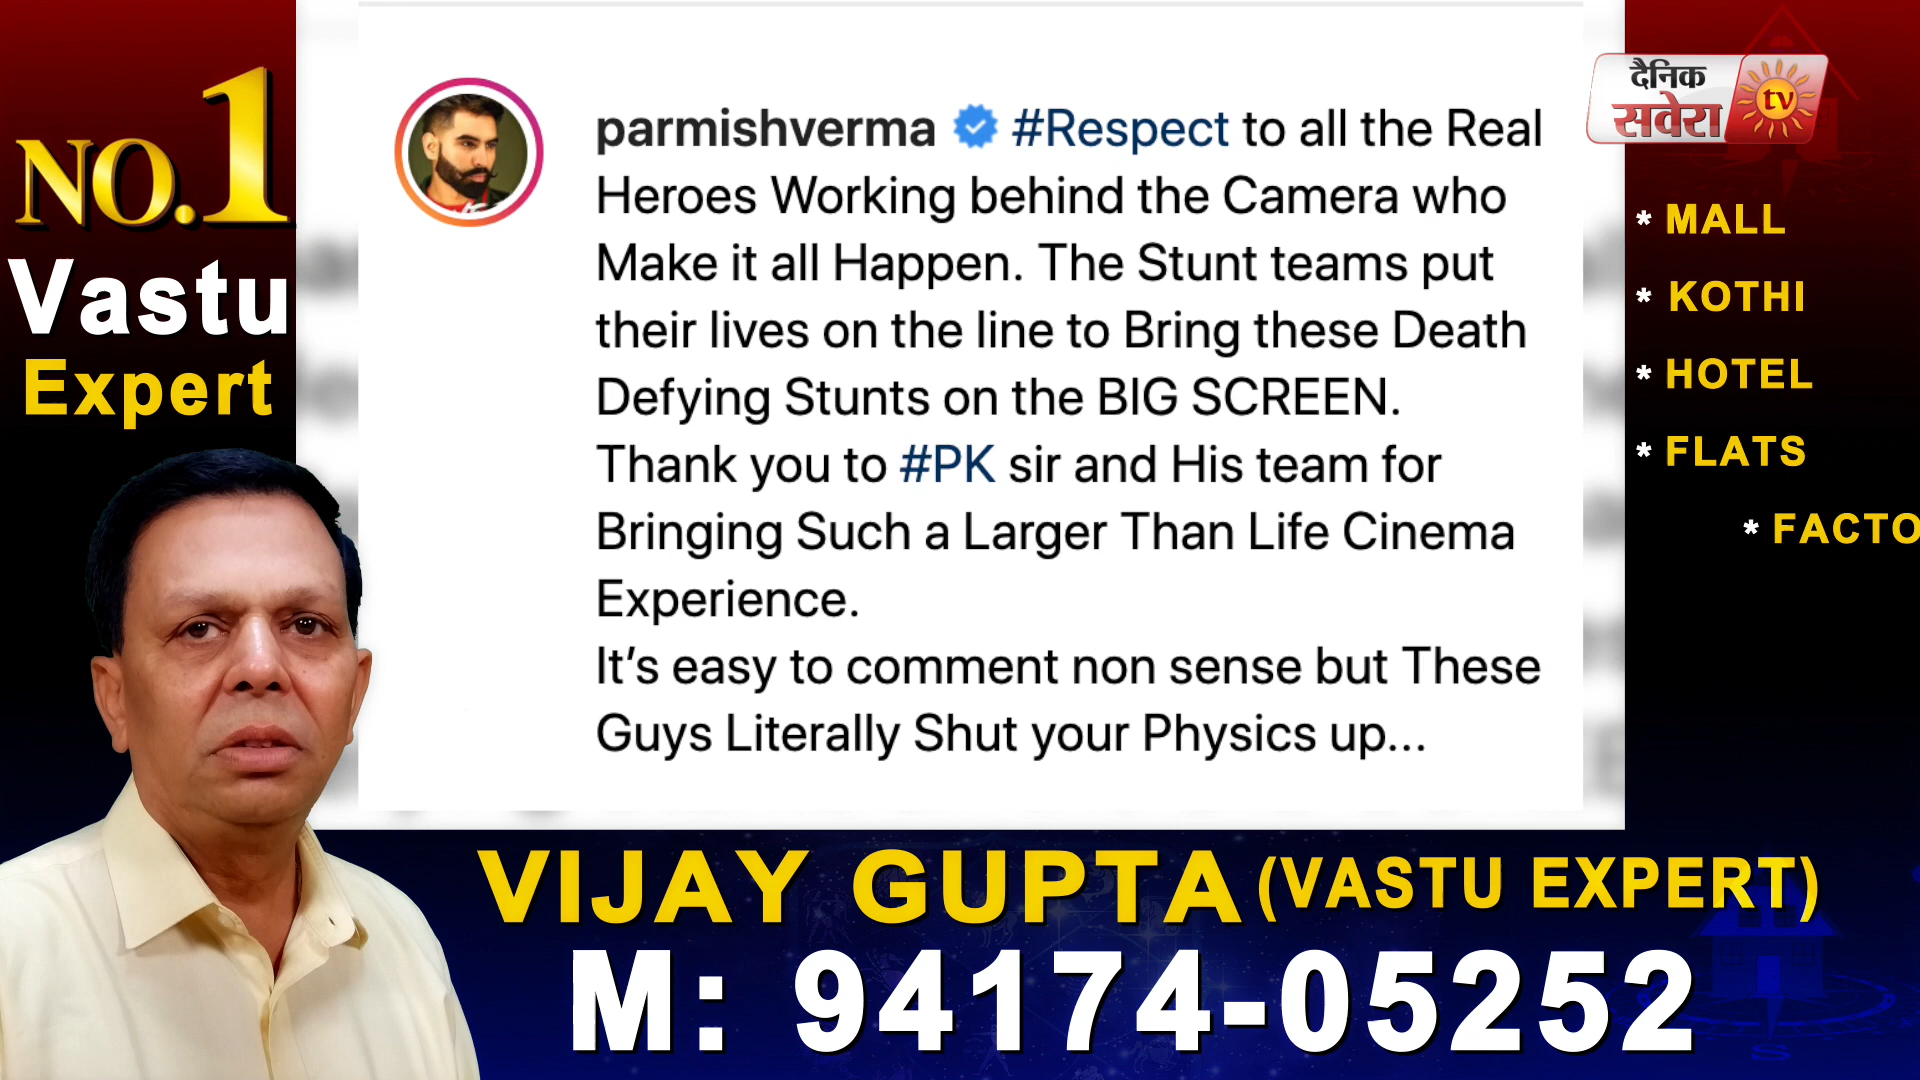 NO.1
Vastu
Expert
parmishverma #Respect to all the Real
Heroes Working behind the Camera who
Make it all Happen. The Stunt teams put
their lives on the line to Bring these Death
Defying Stunts on the BIG SCREEN.
Thank you to #PK sir and His team for
Bringing Such a Larger Than Life Cinema
Experience.
It’s easy to comment non sense but These
Guys Literally Shut your Physics up...
दैनिक
सवेरा tv
* MALL
* KOTHI
* HOTEL
* FLATS
* FACTO
VIJAY GUPTA (VASTU EXPERT)
M: 94174-05252